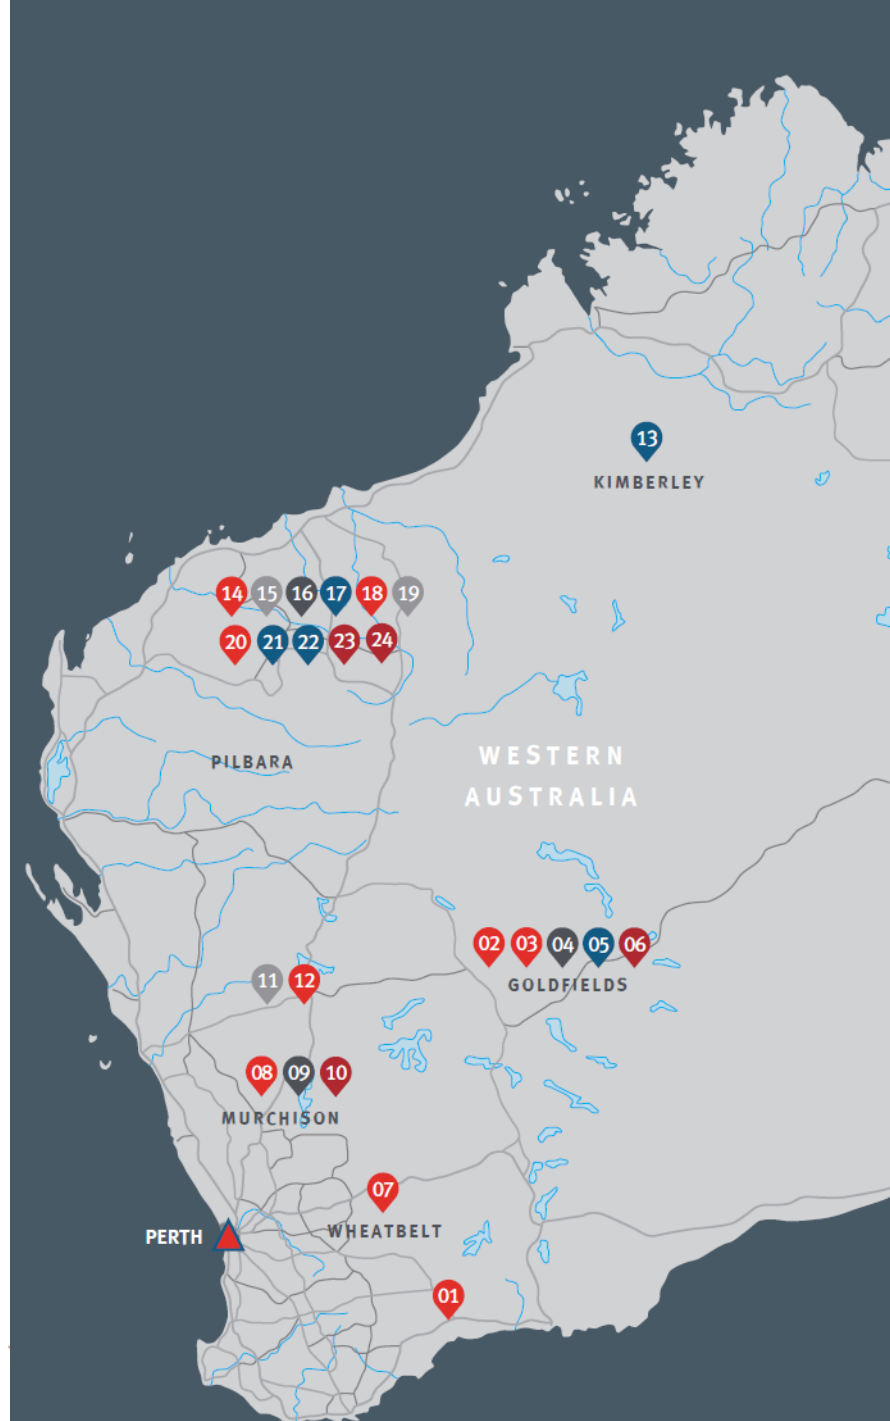 13
KIMBERLEY
14 15 16 17 18 19
20 21 22 23 24
PILBARA
WESTERN
AUSTRALIA
02 03 04 05 06
GOLDFIELDS
11 12
08 09 10
MURCHISON
07
WHEATBELT
PERTH
01